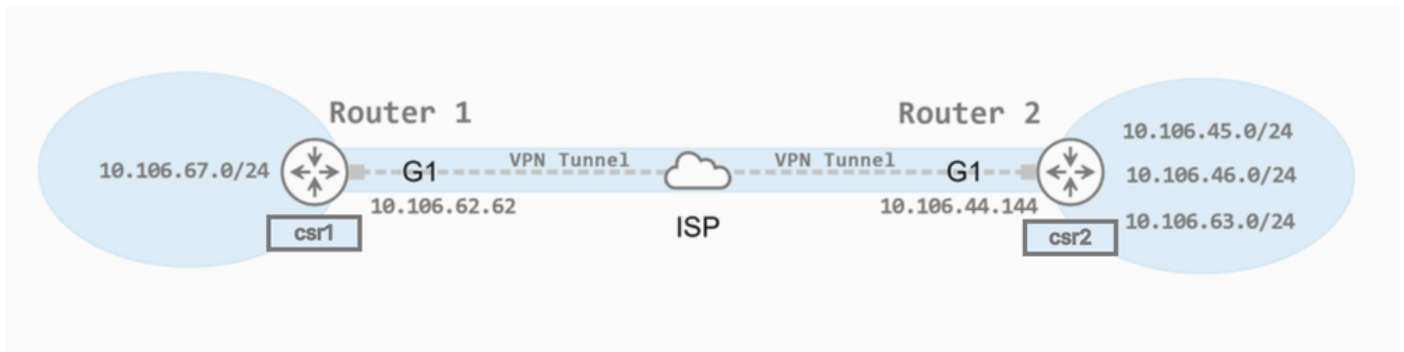 Router 1
Router 2
10.106.67.0/24
G1
VPN Tunnel
VPN Tunnel
G1
10.106.45.0/24
10.106.46.0/24
10.106.63.0/24
10.106.62.62
10.106.44.144
ISP
csr1
csr2